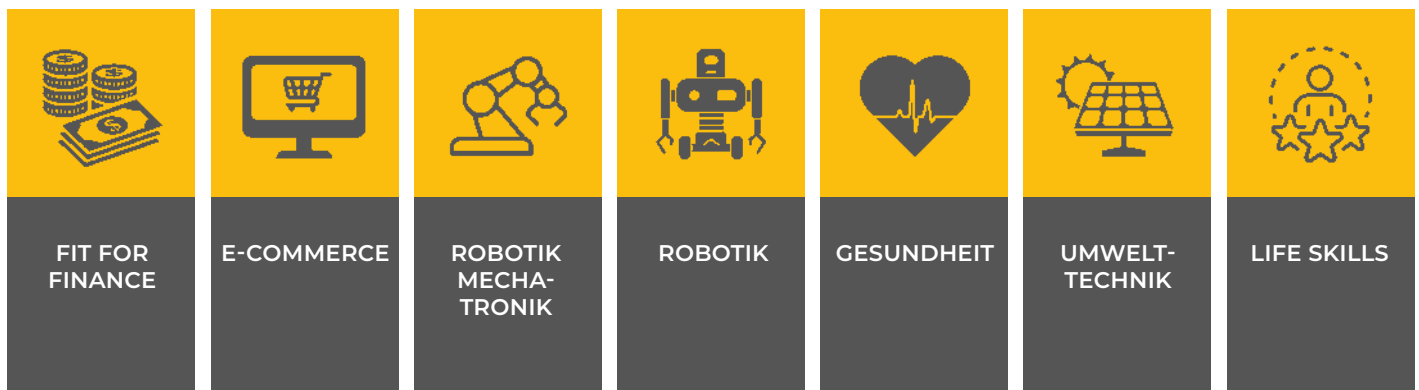 FIT FOR
FINANCE
E-COMMERCE
ROBOTIK
MECHA-
TRONIK
ROBOTIK
GESUNDHEIT
UMWELT-
TECHNIK
LIFE SKILLS